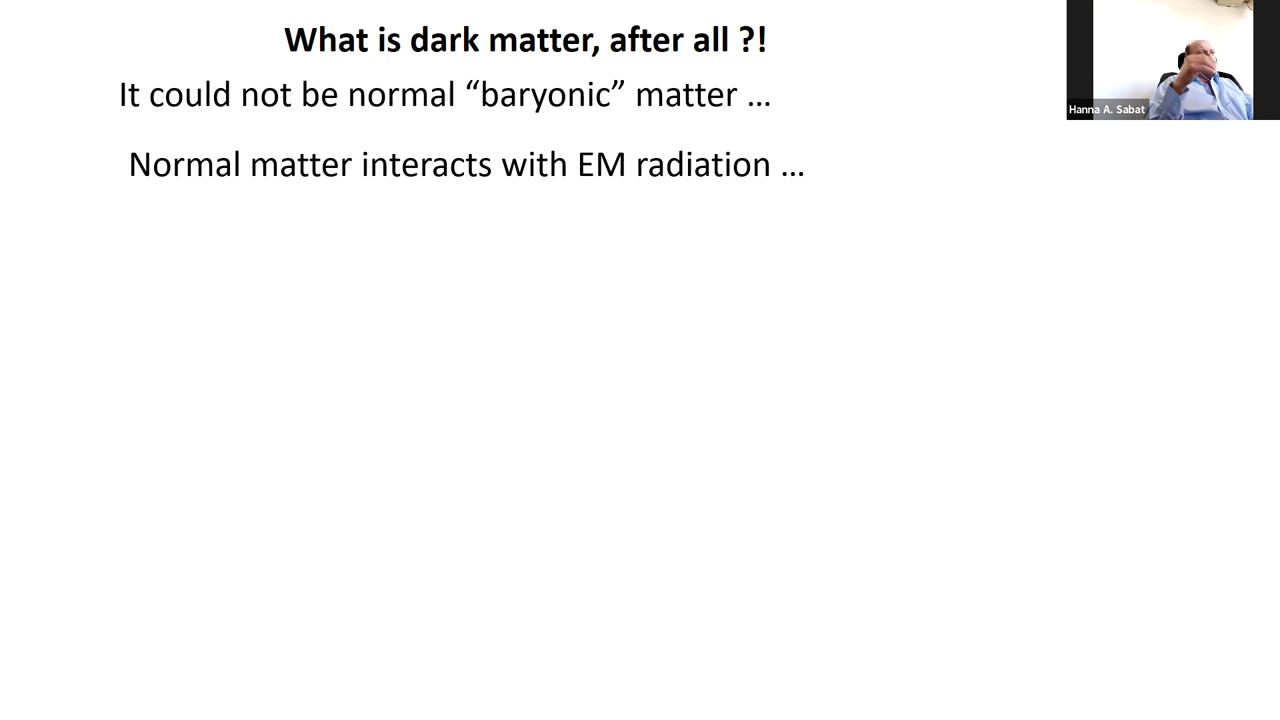 What is dark matter, after all ?!
It could not be normal “baryonic” matter ...
Normal matter interacts with EM radiation ...
Hanna A. Sabat